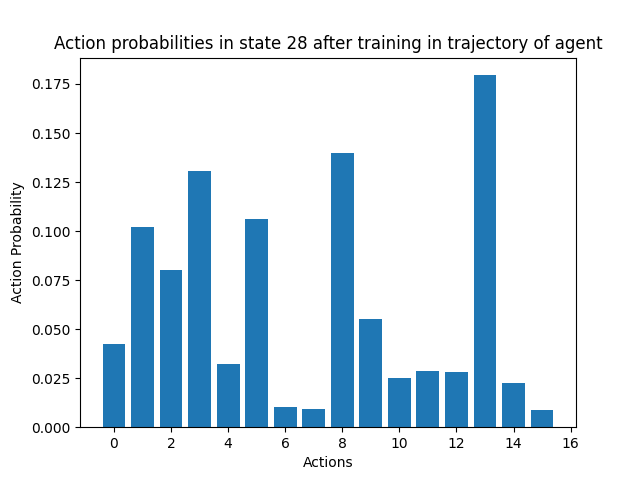 Action probabilities in state 28 after training in trajectory of agent
0.175
0.150
0.125
0.100
0.075
0.050
0.025
0.000
Action Probability
0 2 4 6 8 10 12 14 16
Actions